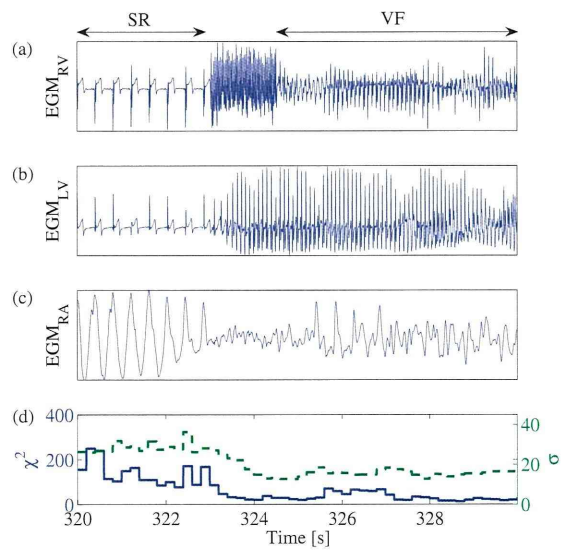 SR VF
(a) EGM_RV
(b) EGM_LV
(c) EGM_RA
(d) 400 200 0 χ² 40 20 0 σ
320 322 324 326 328
Time [s]